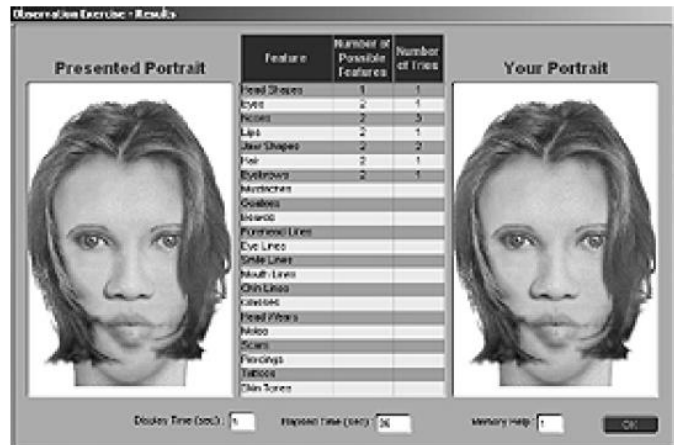 Observation Exercise - Results
Presented Portrait
Feature Number of Possible Features Number of Tries
Head Shapes 1 1
Eyes 2 1
Noses 2 3
Lips 2 1
Jaw Shapes 2 2
Hair 2 1
Eyebrows 2 1
Mustaches
Goatees
Beards
Forehead Lines
Eye Lines
Smile Lines
Mouth Lines
Chin Lines
Glasses
Head Wears
Moles
Scars
Piercings
Tattoos
Skin Tones
Your Portrait
Display Time (sec.) : Elapsed Time (sec) : 36 Memory Help : 1 OK